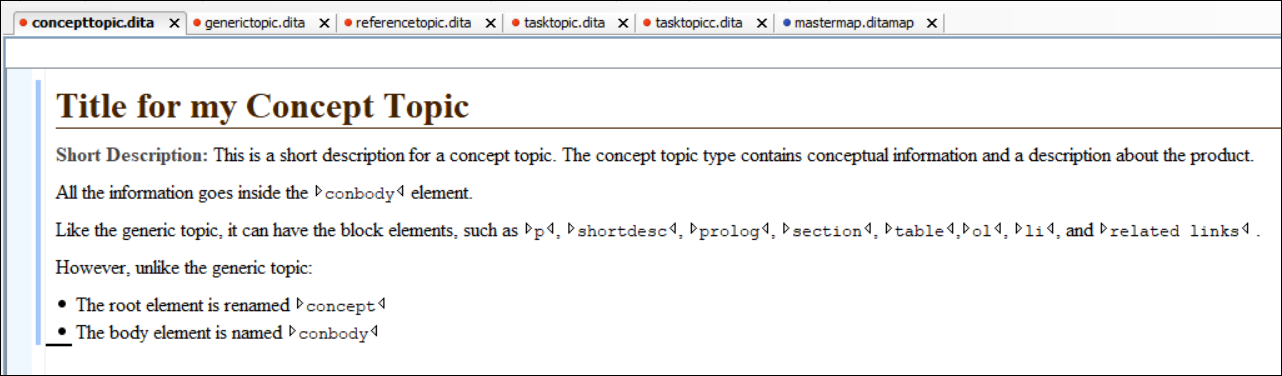 concepttopic.dita generictopic.dita referencetopic.dita tasktopic.dita tasktopicc.dita mastermap.ditamap
Title for my Concept Topic
Short Description: This is a short description for a concept topic. The concept topic type contains conceptual information and a description about the product.
All the information goes inside the conbody element.
Like the generic topic, it can have the block elements, such as p, shortdesc, prolog, section, table,ol, li, and related links .
However, unlike the generic topic:
• The root element is renamed concept
• The body element is named conbody